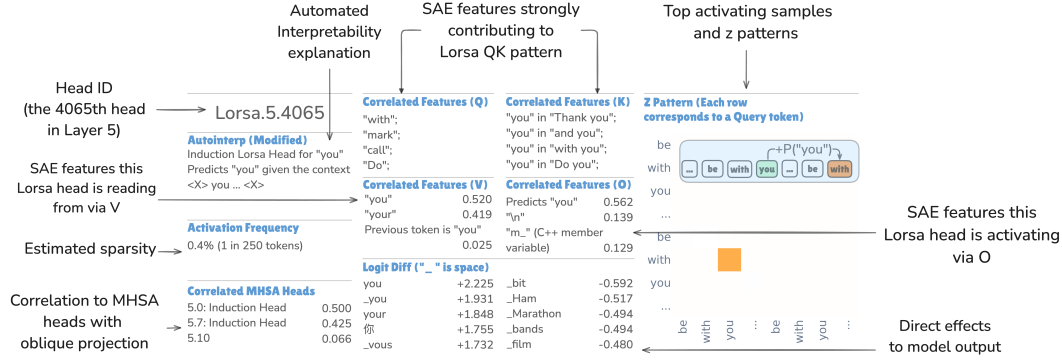 Automated
Interpretability
explanation
SAE features strongly
contributing to
Lorsa QK pattern
Top activating samples
and z patterns
Head ID
(the 4065th head
in Layer 5)
SAE features this
Lorsa head is reading
from via V
Estimated sparsity
Correlation to MHSA
heads with
oblique projection
Lorsa.5.4065
Autointerp (Modified)
Induction Lorsa Head for "you"
Predicts "you" given the context
<X> you ... <X>
Activation Frequency
0.4% (1 in 250 tokens)
Correlated MHSA Heads
5.0: Induction Head 0.500
5.7: Induction Head 0.425
5.10 0.066
Correlated Features (Q)
"with";
"mark";
"call";
"Do";
Correlated Features (K)
"you" in "Thank you";
"you" in "and you";
"you" in "with you";
"you" in "Do you";
Correlated Features (V)
"you" 0.520
"your" 0.419
Previous token is "you"
0.025
Correlated Features (O)
Predicts "you" 0.562
"\n" 0.139
"m_" (C++ member
variable) 0.129
Logit Diff ("_ " is space)
you +2.225 _bit -0.592
_you +1.931 _Ham -0.517
your +1.848 _Marathon -0.494
你 +1.755 _bands -0.494
_vous +1.732 _film -0.480
Z Pattern (Each row
corresponds to a Query token)
be
with
you
...
be
with
you
...
+P("you")
... be with you ... be with
be with you ... be with you ...
SAE features this
Lorsa head is activating
via O
Direct effects
to model output